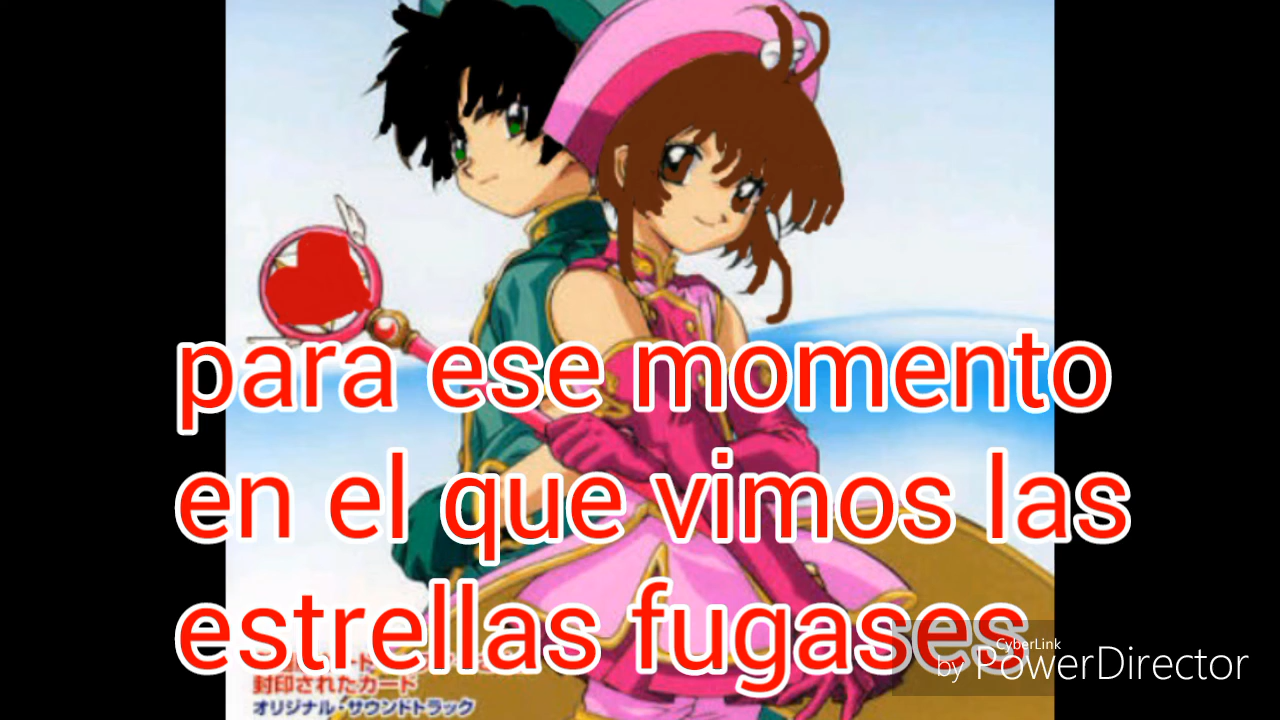 para ese momento
en el que vimos las
estrellas fugases
CyberLink
by PowerDirector
封印されたカード
オリジナル・サウンドトラック